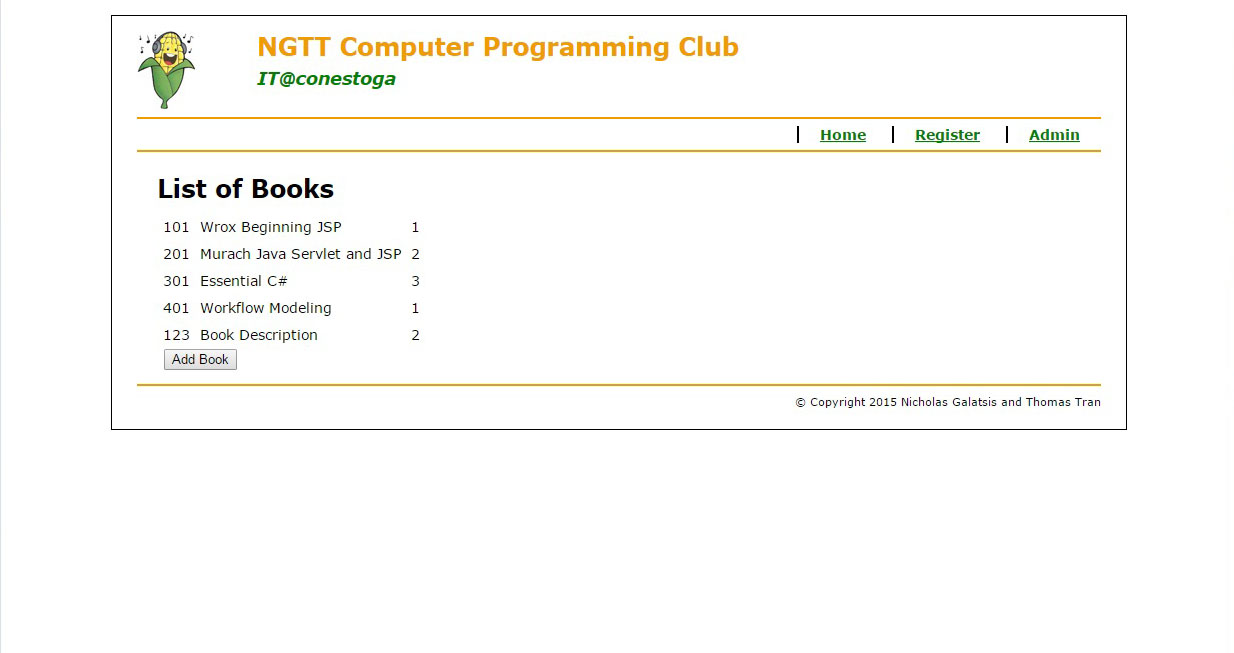 NGTT Computer Programming Club
IT@conestoga
Home Register Admin
List of Books
101 Wrox Beginning JSP 1
201 Murach Java Servlet and JSP 2
301 Essential C# 3
401 Workflow Modeling 1
123 Book Description 2
Add Book
© Copyright 2015 Nicholas Galatsis and Thomas Tran